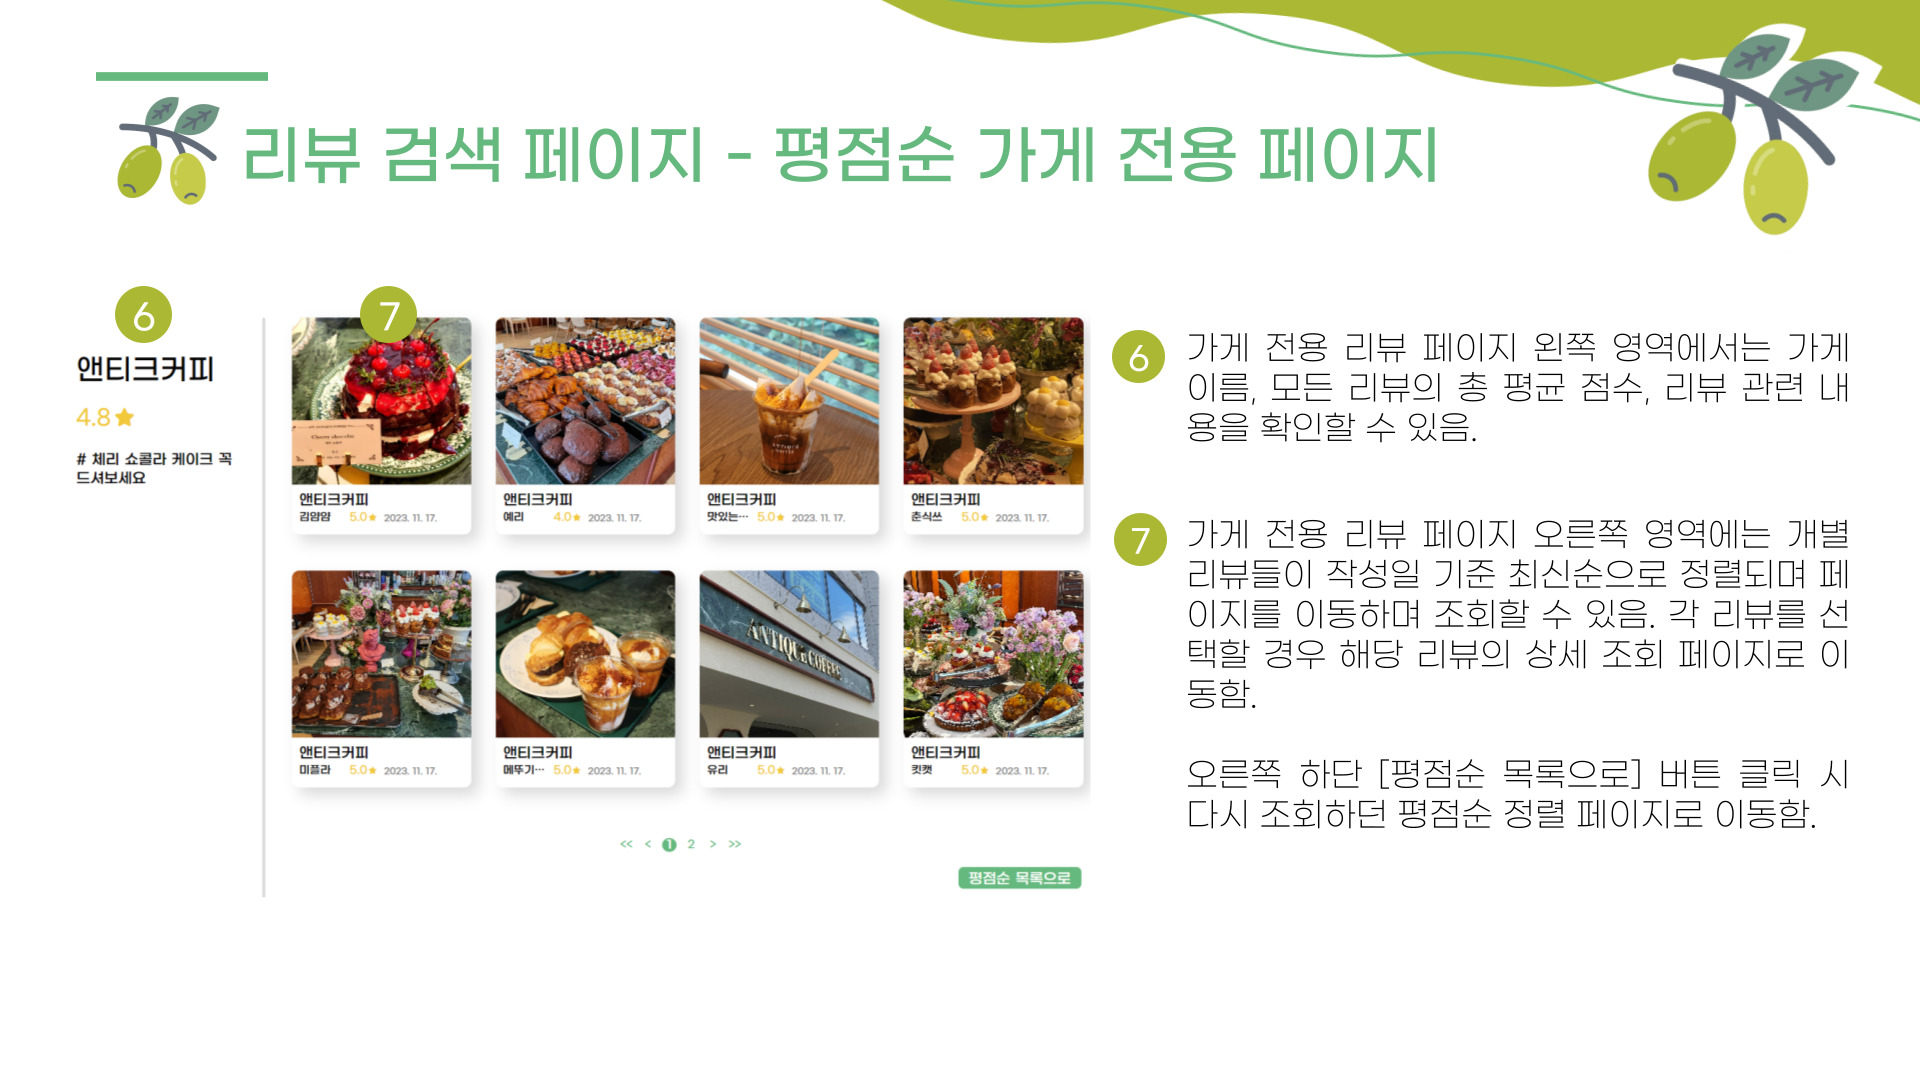 리뷰 검색 페이지 - 평점순 가게 전용 페이지
6
앤티크커피
4.8★
# 체리 쇼콜라 케이크 꼭
드셔보세요
7
앤티크커피
김얌얌 5.0★ 2023. 11. 17.
앤티크커피
예리 4.0★ 2023. 11. 17.
앤티크커피
맛있는… 5.0★ 2023. 11. 17.
앤티크커피
춘식쓰 5.0★ 2023. 11. 17.
ANTIQUE COFFEE
앤티크커피
미플라 5.0★ 2023. 11. 17.
앤티크커피
메뚜기… 5.0★ 2023. 11. 17.
앤티크커피
유리 5.0★ 2023. 11. 17.
앤티크커피
킷캣 5.0★ 2023. 11. 17.
<< < 1 2 > >>
평점순 목록으로
6
가게 전용 리뷰 페이지 왼쪽 영역에서는 가게
이름, 모든 리뷰의 총 평균 점수, 리뷰 관련 내
용을 확인할 수 있음.
7
가게 전용 리뷰 페이지 오른쪽 영역에는 개별
리뷰들이 작성일 기준 최신순으로 정렬되며 페
이지를 이동하며 조회할 수 있음. 각 리뷰를 선
택할 경우 해당 리뷰의 상세 조회 페이지로 이
동함.
오른쪽 하단 [평점순 목록으로] 버튼 클릭 시
다시 조회하던 평점순 정렬 페이지로 이동함.